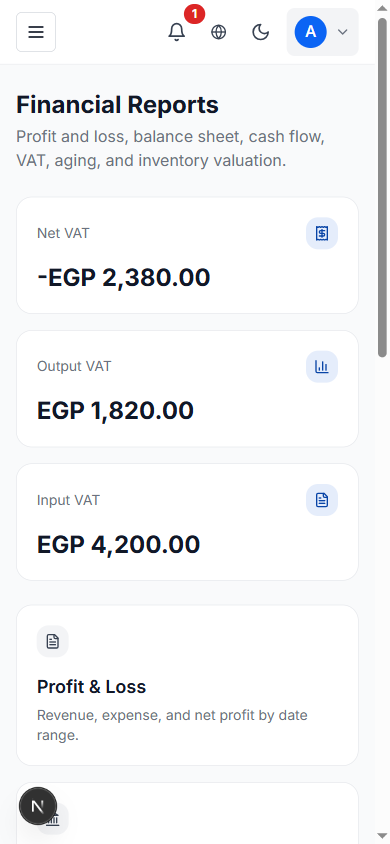 1
A
Financial Reports
Profit and loss, balance sheet, cash flow,
VAT, aging, and inventory valuation.
Net VAT
-EGP 2,380.00
Output VAT
EGP 1,820.00
Input VAT
EGP 4,200.00
Profit & Loss
Revenue, expense, and net profit by date
range.
N